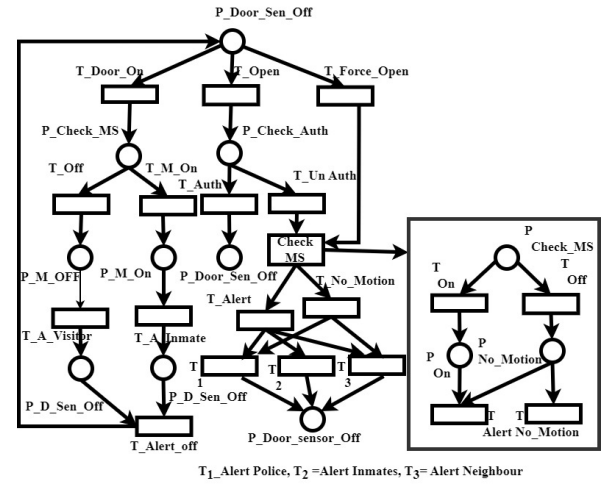 P_Door_Sen_Off
T_Door_On
T_Open
T_Force_Open
P_Check_MS
P_Check_Auth
T_Off
T_M_On
T_Auth
T_Un Auth
Check
MS
P_M_OFF
P_M_On
P_Door_Sen_Off
T_Alert
T_No_Motion
T_A_Visitor
T_A_Inmate
T
1
T
2
T
3
P_D_Sen_Off
P_D_Sen_Off
T_Alert_off
P_Door_sensor_Off
P
Check_MS
T
On
T
Off
P
On
P
No_Motion
T
Alert
T
No_Motion
T1_Alert Police, T2 =Alert Inmates, T3= Alert Neighbour